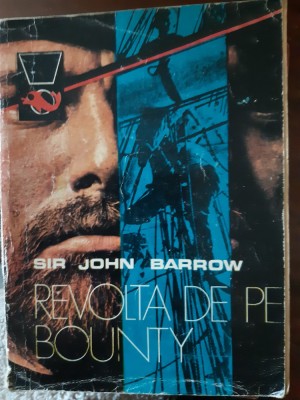 SIR JOHN BARROW
REVOLTA DE PE
BOUNTY